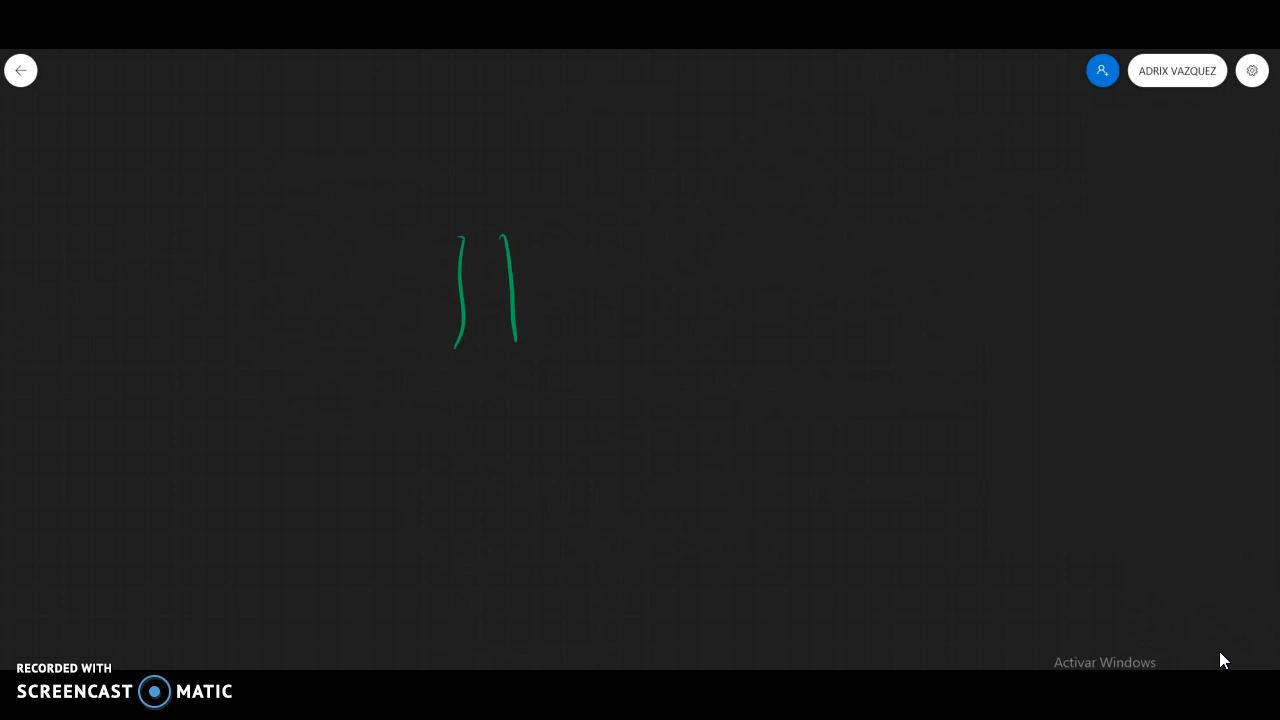 ADRIX VAZQUEZ
Activar Windows
RECORDED WITH
SCREENCAST MATIC